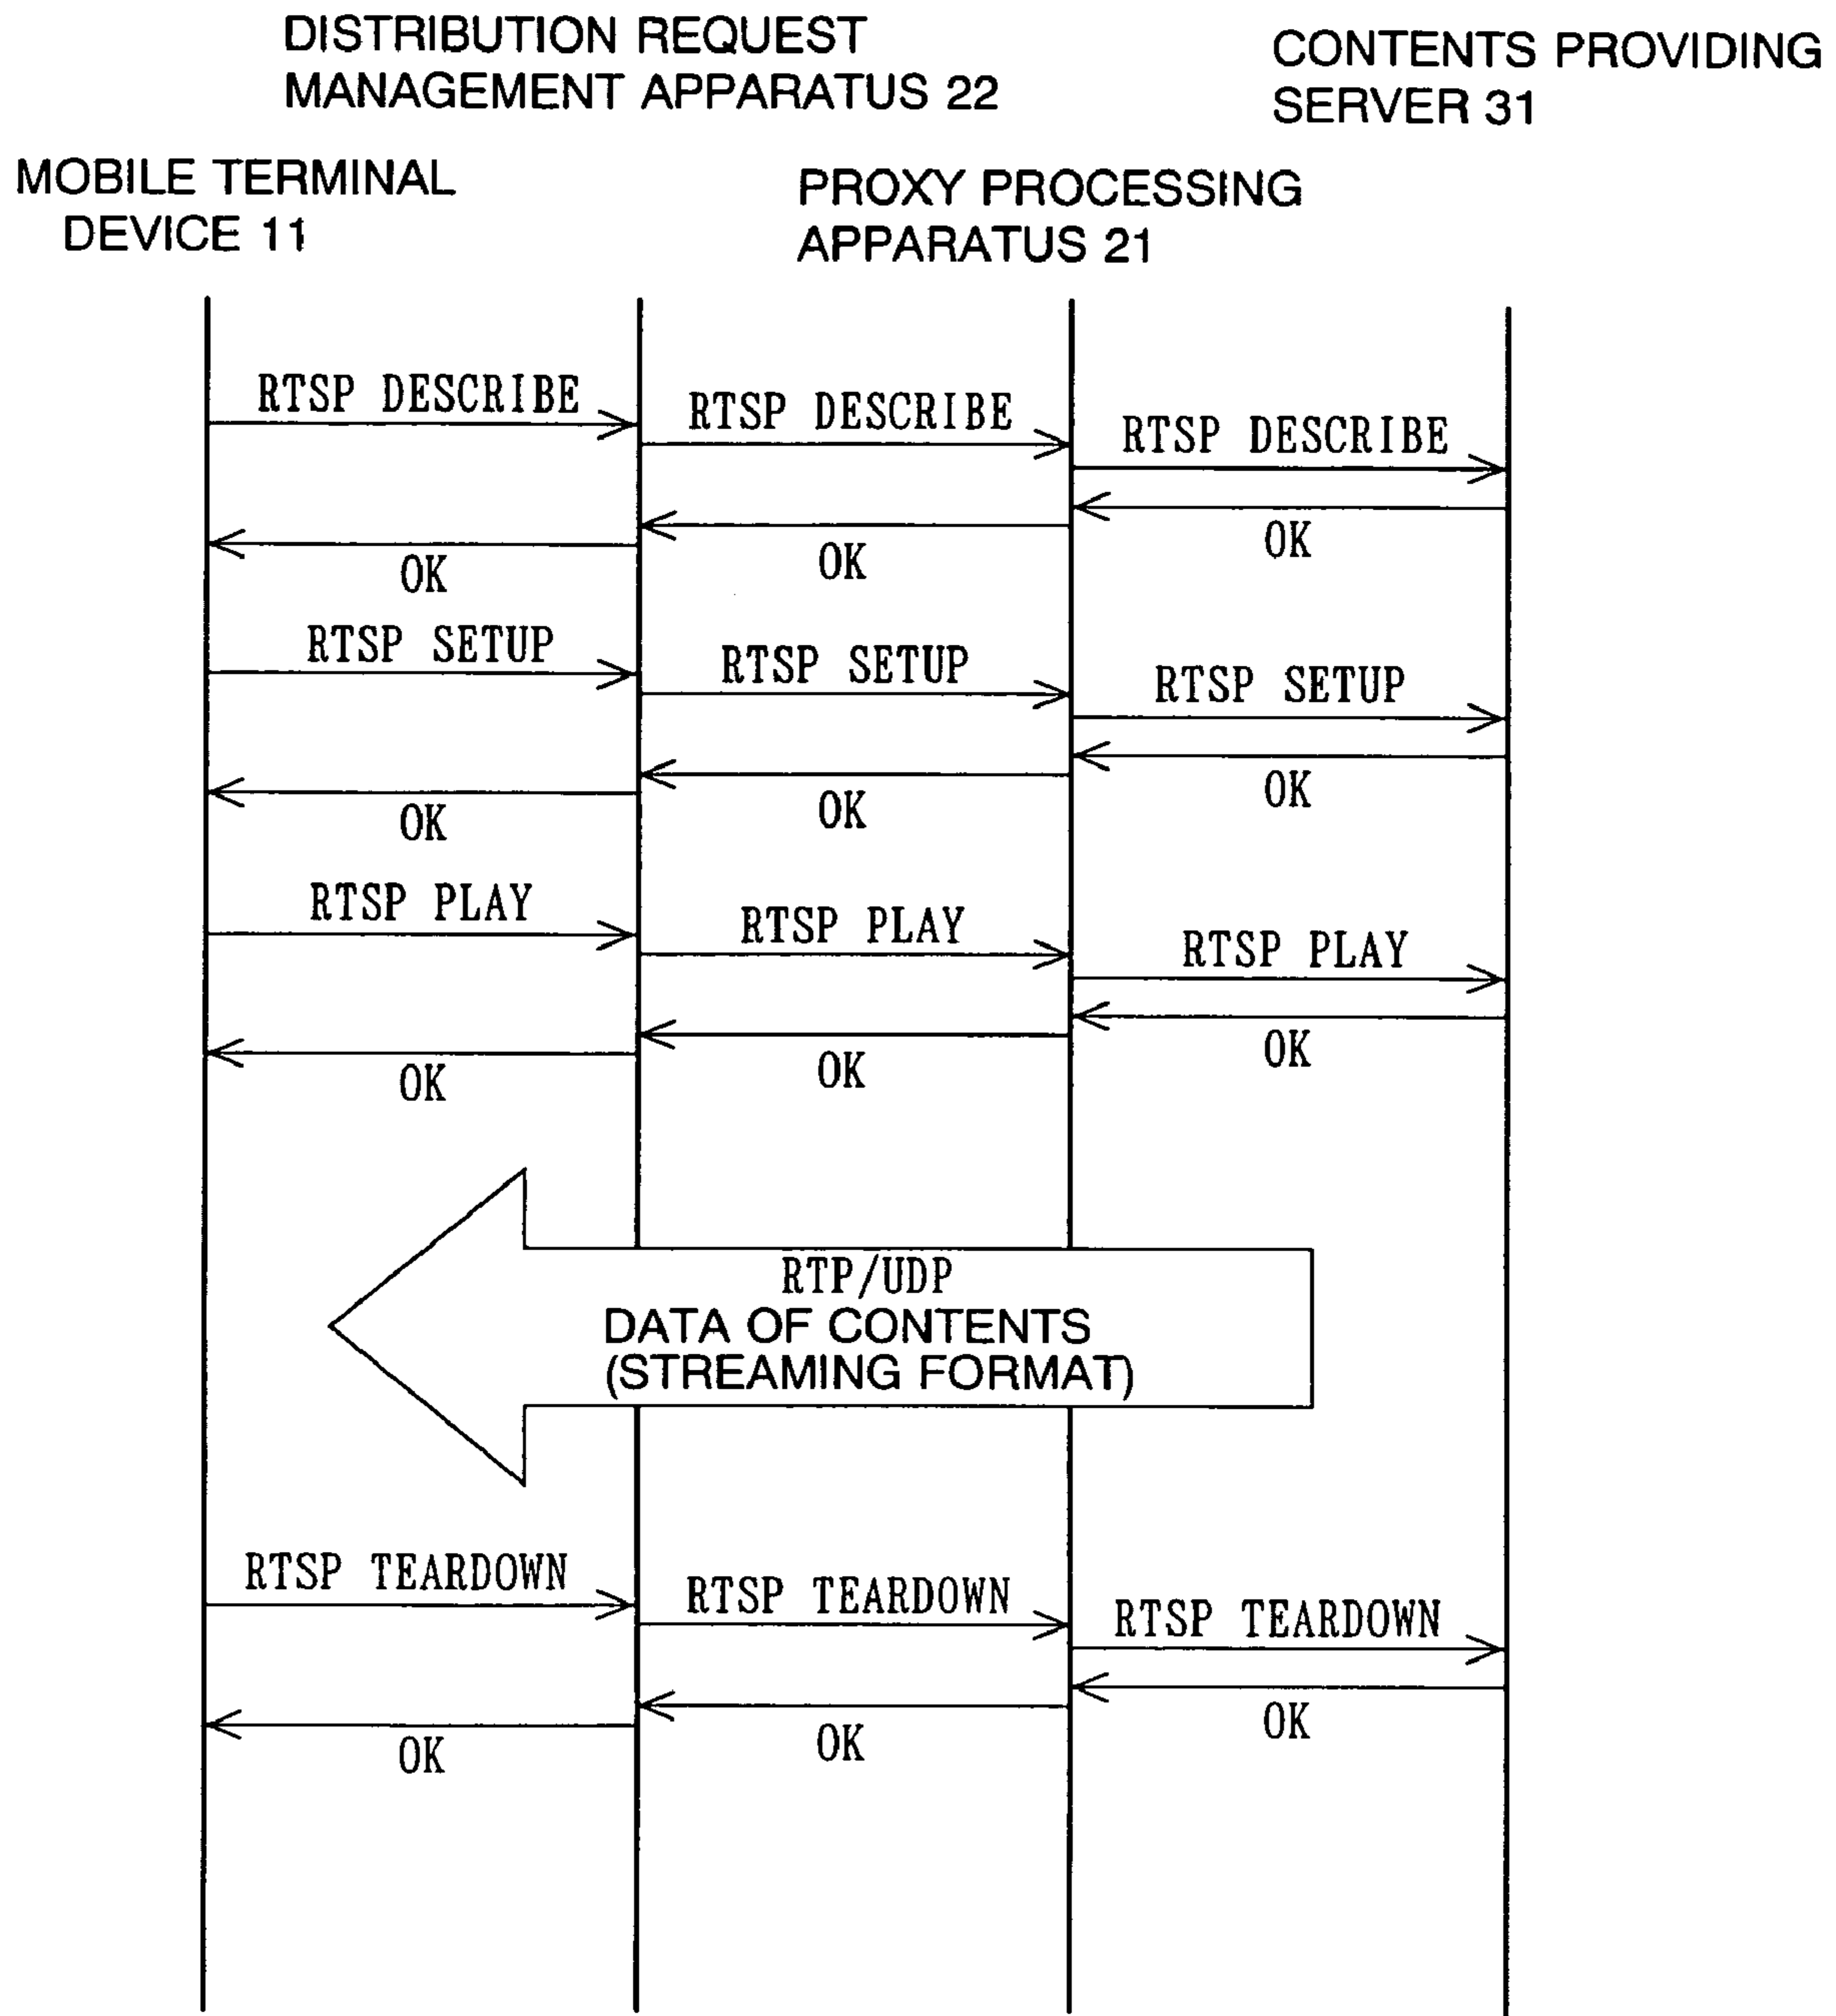 DISTRIBUTION REQUEST
MANAGEMENT APPARATUS 22
CONTENTS PROVIDING
SERVER 31
MOBILE TERMINAL
DEVICE 11
PROXY PROCESSING
APPARATUS 21
RTSP DESCRIBE
RTSP DESCRIBE
RTSP DESCRIBE
OK
OK
OK
RTSP SETUP
RTSP SETUP
RTSP SETUP
OK
OK
OK
RTSP PLAY
RTSP PLAY
RTSP PLAY
OK
OK
OK
RTP/UDP
DATA OF CONTENTS
(STREAMING FORMAT)
RTSP TEARDOWN
RTSP TEARDOWN
RTSP TEARDOWN
OK
OK
OK